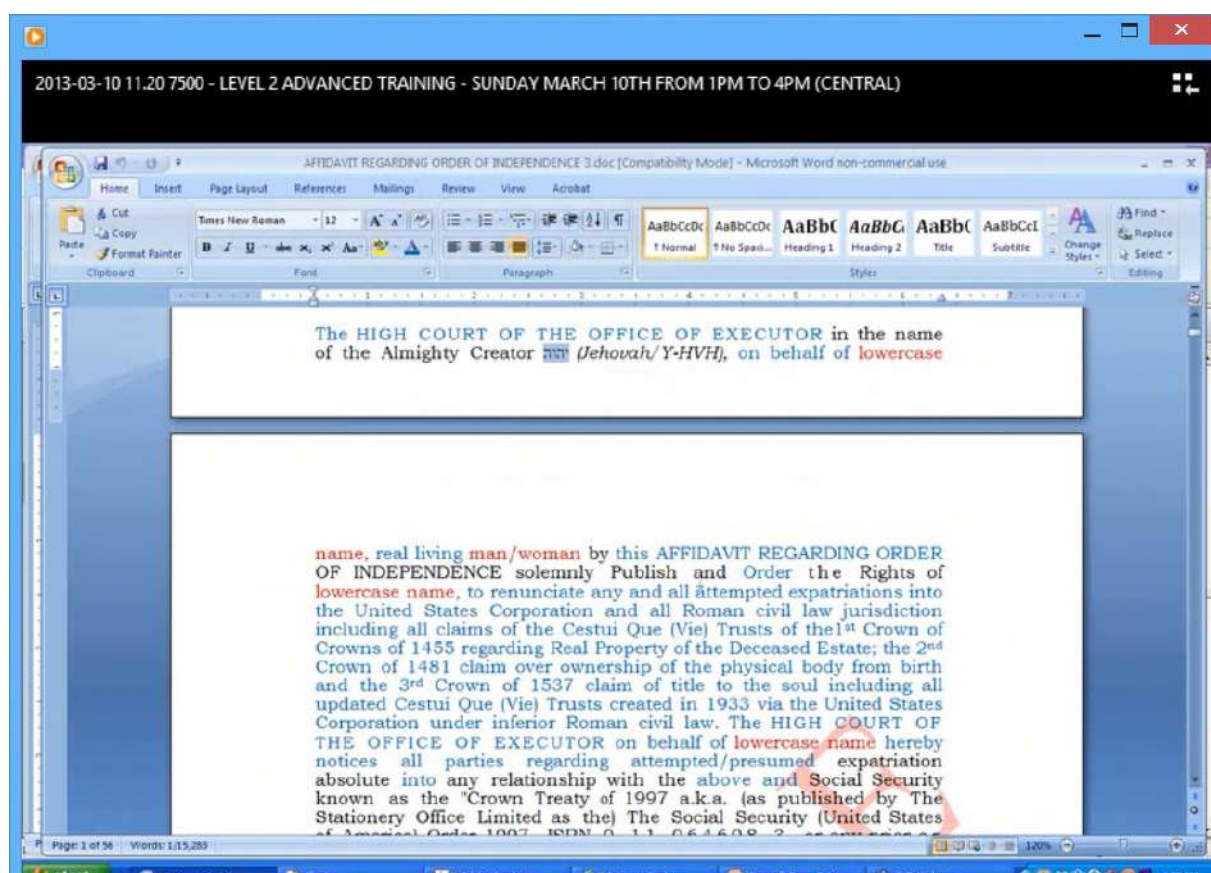 2013-03-10 11.20 7500 - LEVEL 2 ADVANCED TRAINING - SUNDAY MARCH 10TH FROM 1PM TO 4PM (CENTRAL)
AFFIDAVIT REGARDING ORDER OF INDEPENDENCE 3.doc [Compatibility Mode] - Microsoft Word non-commercial use
Home Insert Page Layout References Mailings Review View Acrobat
Paste
Cut
Copy
Format Painter
Clipboard
Times New Roman 12
Font
Paragraph
AaBbCcDc AaBbCcDc AaBbC AaBbC AaBbC AaBbCcI
¶ Normal ¶ No Spaci... Heading 1 Heading 2 Title Subtitle
Change Styles
Styles
Find
Replace
Select
Editing
The HIGH COURT OF THE OFFICE OF EXECUTOR in the name
of the Almighty Creator יהוה (Jehovah/Y-HVH), on behalf of lowercase
name, real living man/woman by this AFFIDAVIT REGARDING ORDER
OF INDEPENDENCE solemnly Publish and Order the Rights of
lowercase name, to renunciate any and all attempted expatriations into
the United States Corporation and all Roman civil law jurisdiction
including all claims of the Cestui Que (Vie) Trusts of the1st Crown of
Crowns of 1455 regarding Real Property of the Deceased Estate; the 2nd
Crown of 1481 claim over ownership of the physical body from birth
and the 3rd Crown of 1537 claim of title to the soul including all
updated Cestui Que (Vie) Trusts created in 1933 via the United States
Corporation under inferior Roman civil law. The HIGH COURT OF
THE OFFICE OF EXECUTOR on behalf of lowercase name hereby
notices all parties regarding attempted/presumed expatriation
absolute into any relationship with the above and Social Security
known as the "Crown Treaty of 1997 a.k.a. (as published by The
Stationery Office Limited as the) The Social Security (United States
Page: 1 of 56 Words: 1/15,283
120%